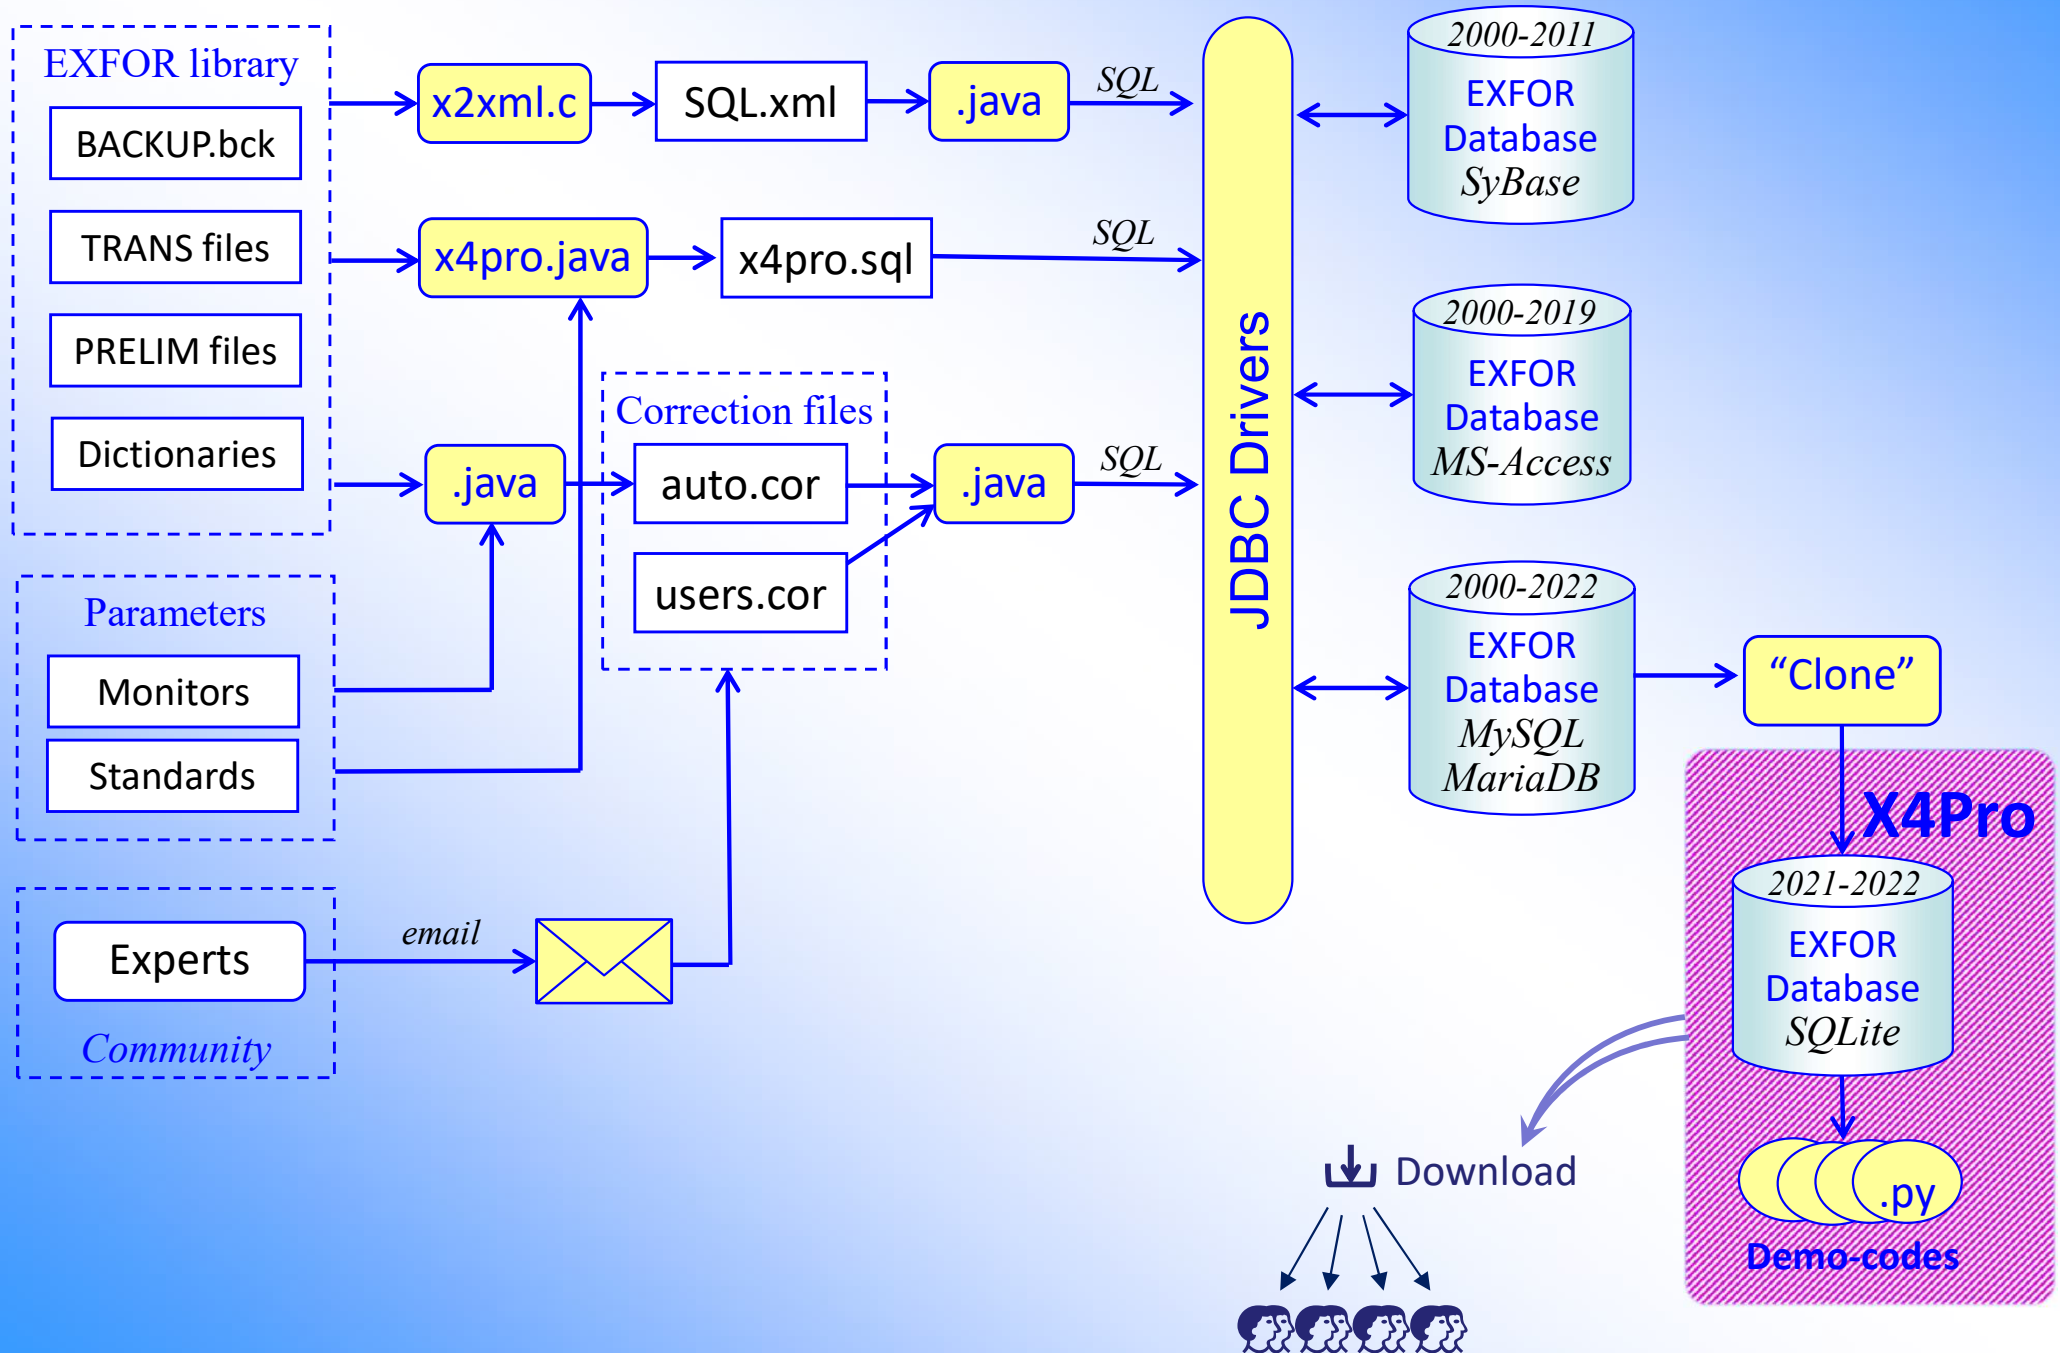 EXFOR library
BACKUP.bck
TRANS files
PRELIM files
Dictionaries
x2xml.c
SQL.xml
.java
SQL
x4pro.java
x4pro.sql
SQL
.java
Correction files
auto.cor
users.cor
.java
SQL
Parameters
Monitors
Standards
Experts
Community
email
JDBC Drivers
2000-2011
EXFOR
Database
SyBase
2000-2019
EXFOR
Database
MS-Access
2000-2022
EXFOR
Database
MySQL
MariaDB
“Clone”
X4Pro
2021-2022
EXFOR
Database
SQLite
.py
Demo-codes
Download